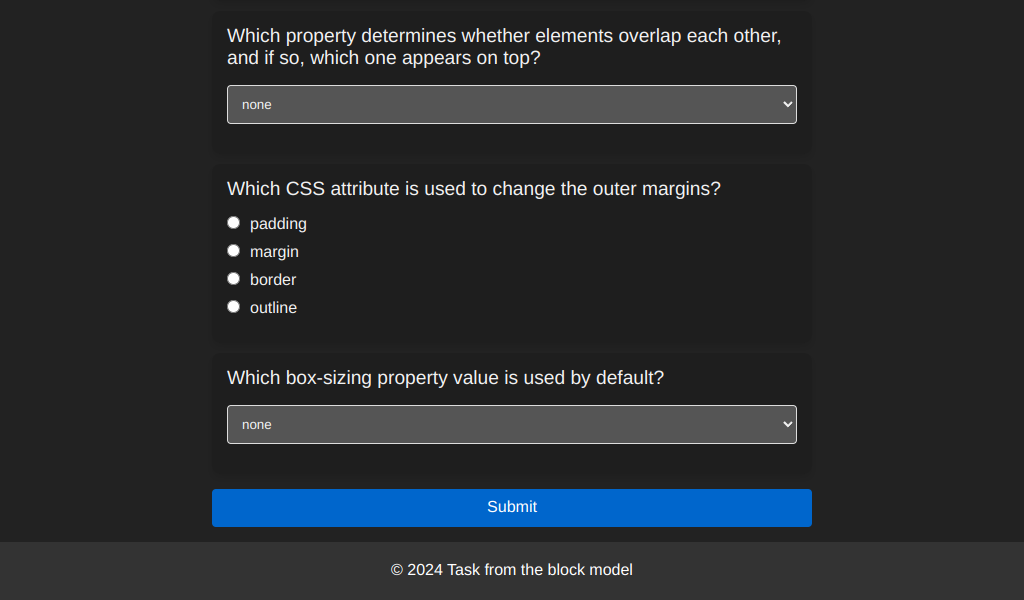 Which property determines whether elements overlap each other,
and if so, which one appears on top?
none
Which CSS attribute is used to change the outer margins?
padding
margin
border
outline
Which box-sizing property value is used by default?
none
Submit
© 2024 Task from the block model